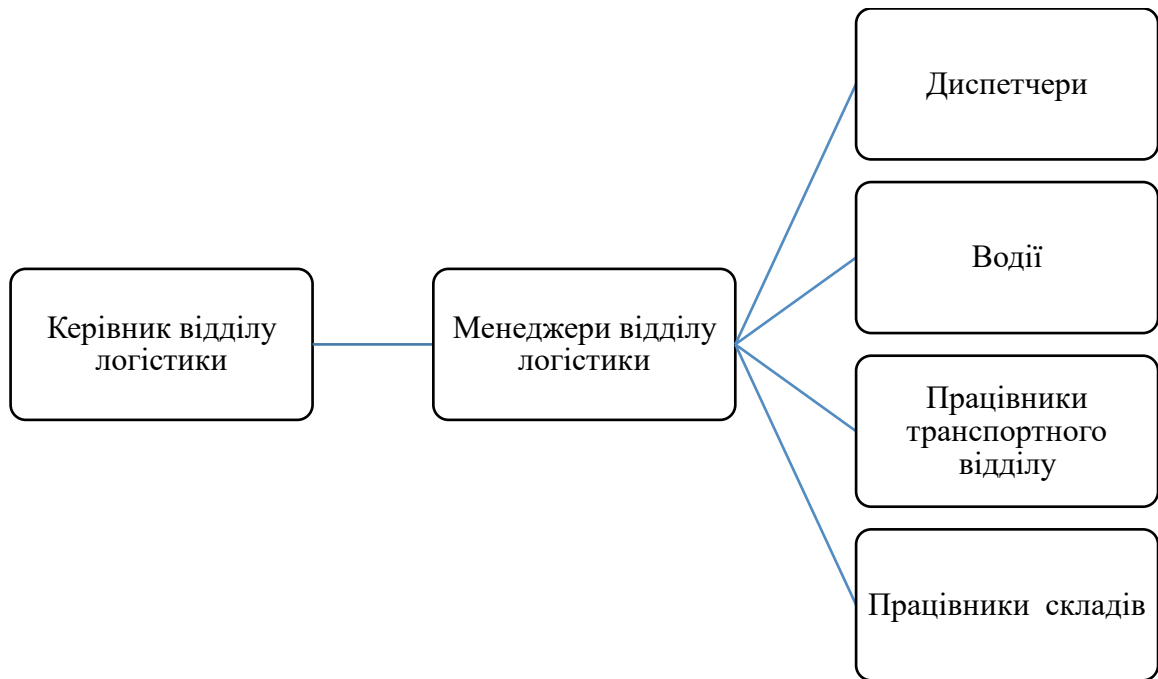 Диспетчери
Водії
Керівник відділу
логістики
Менеджери відділу
логістики
Працівники
транспортного
відділу
Працівники складів